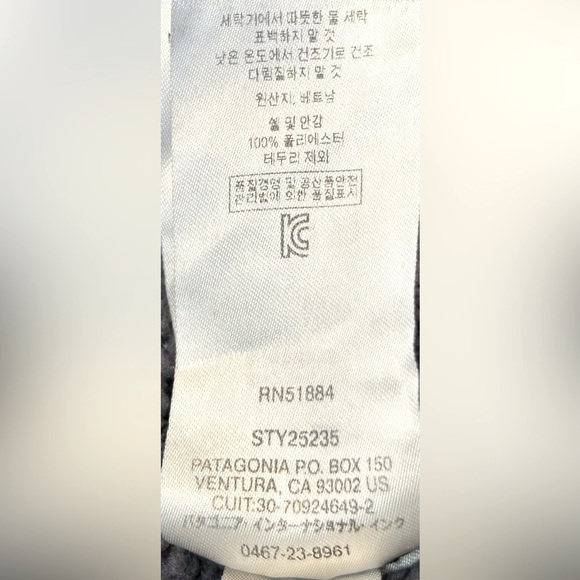 세탁기에서 따뜻한 물 세탁
표백하지 말 것
낮은 온도에서 건조기로 건조
다림질하지 말 것
원산지: 베트남
쉘 및 안감
100% 폴리에스터
테두리 제외
품질경영 및 공산품안전
관리법에 의한 품질표시
RN51884
STY25235
PATAGONIA P.O. BOX 150
VENTURA, CA 93002 US
CUIT:30-70924649-2
パタゴニア・インターナショナル・インク
0467-23-8961